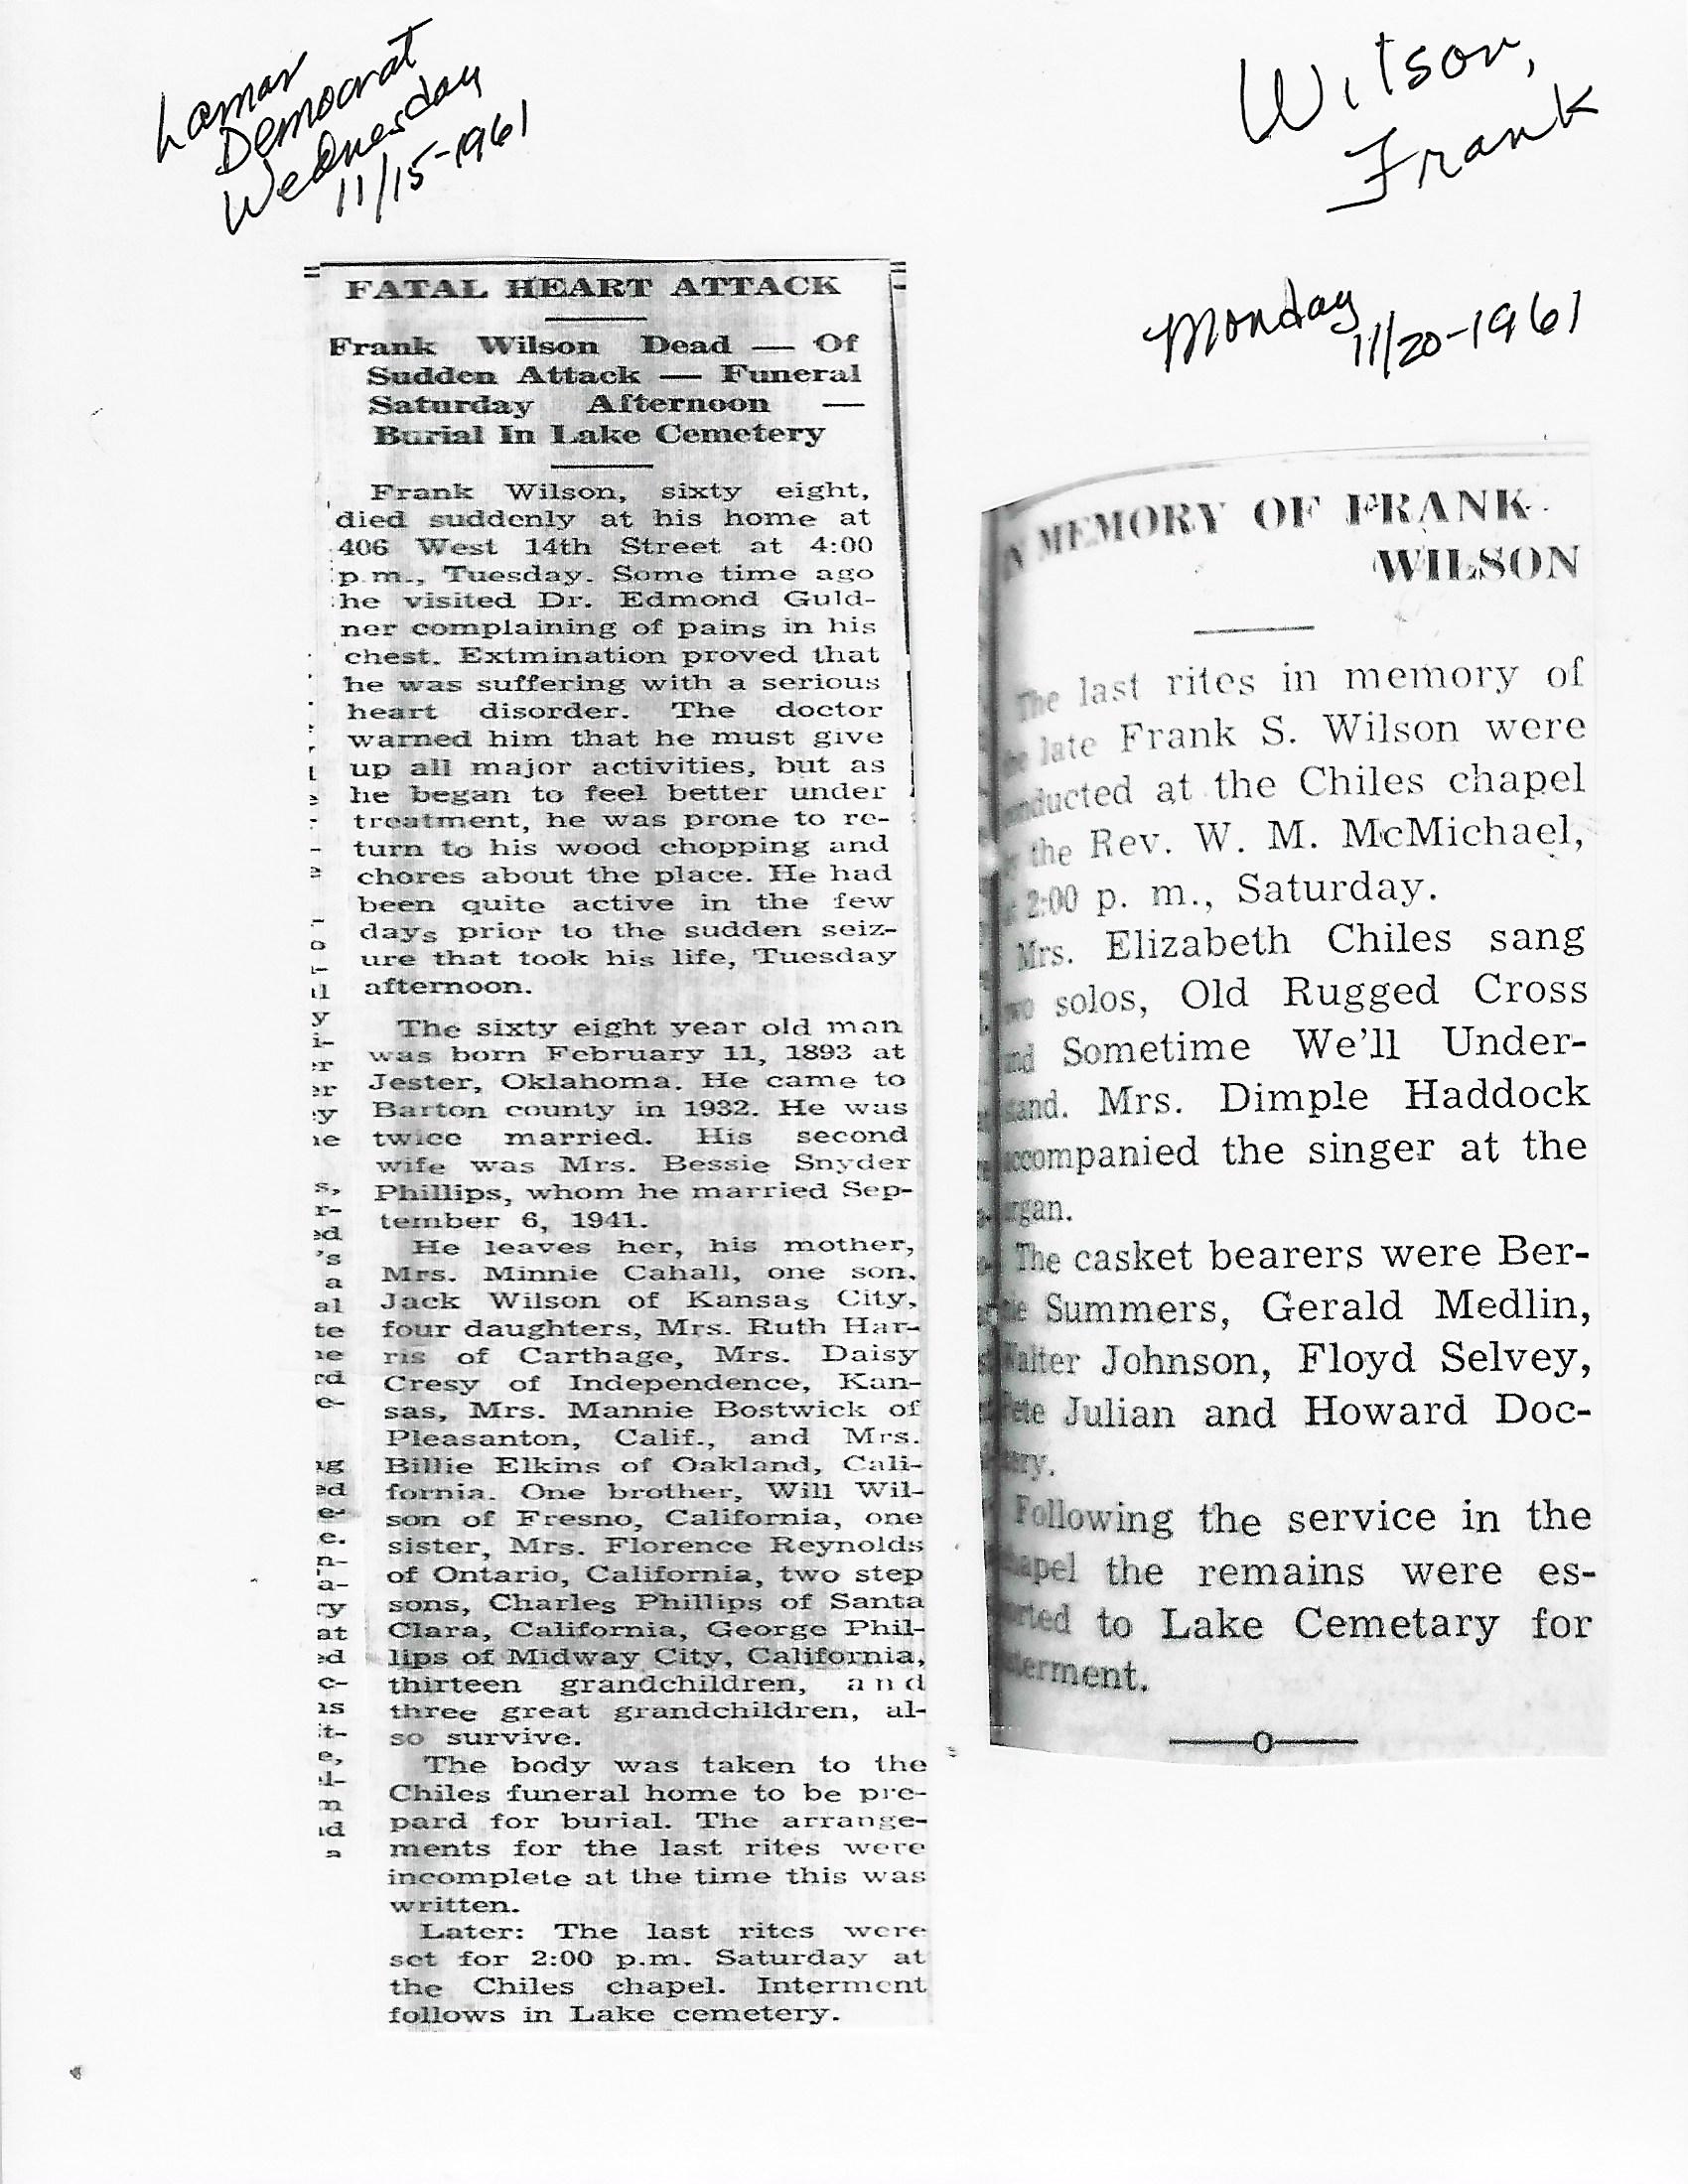 Lamar
Democrat
Wednesday
11/15-1961
Wilson,
Frank
Monday
11/20-1961
FATAL HEART ATTACK
Frank Wilson Dead — Of
Sudden Attack — Funeral
Saturday Afternoon —
Burial In Lake Cemetery
Frank Wilson, sixty eight,
died suddenly at his home at
406 West 14th Street at 4:00
p.m., Tuesday. Some time ago
he visited Dr. Edmond Guld-
ner complaining of pains in his
chest. Extmination proved that
he was suffering with a serious
heart disorder. The doctor
warned him that he must give
up all major activities, but as
he began to feel better under
treatment, he was prone to re-
turn to his wood chopping and
chores about the place. He had
been quite active in the few
days prior to the sudden seiz-
ure that took his life, Tuesday
afternoon.
The sixty eight year old man
was born February 11, 1893 at
Jester, Oklahoma. He came to
Barton county in 1932. He was
twice married. His second
wife was Mrs. Bessie Snyder
Phillips, whom he married Sep-
tember 6, 1941.
He leaves her, his mother,
Mrs. Minnie Cahall, one son,
Jack Wilson of Kansas City,
four daughters, Mrs. Ruth Har-
ris of Carthage, Mrs. Daisy
Cresy of Independence, Kan-
sas, Mrs. Mannie Bostwick of
Pleasanton, Calif., and Mrs.
Billie Elkins of Oakland, Cali-
fornia. One brother, Will Wil-
son of Fresno, California, one
sister, Mrs. Florence Reynolds
of Ontario, California, two step
sons, Charles Phillips of Santa
Clara, California, George Phil-
lips of Midway City, California,
thirteen grandchildren, and
three great grandchildren, al-
so survive.
The body was taken to the
Chiles funeral home to be pre-
pard for burial. The arrange-
ments for the last rites were
incomplete at the time this was
written.
Later: The last rites were
set for 2:00 p.m. Saturday at
the Chiles chapel. Interment
follows in Lake cemetery.
N MEMORY OF FRANK
WILSON
The last rites in memory of
he late Frank S. Wilson were
onducted at the Chiles chapel
y the Rev. W. M. McMichael,
t 2:00 p. m., Saturday.
Mrs. Elizabeth Chiles sang
wo solos, Old Rugged Cross
nd Sometime We'll Under-
tand. Mrs. Dimple Haddock
ccompanied the singer at the
rgan.
The casket bearers were Ber-
ie Summers, Gerald Medlin,
Walter Johnson, Floyd Selvey,
Pete Julian and Howard Doc-
ery.
Following the service in the
hapel the remains were es-
orted to Lake Cemetary for
terment.